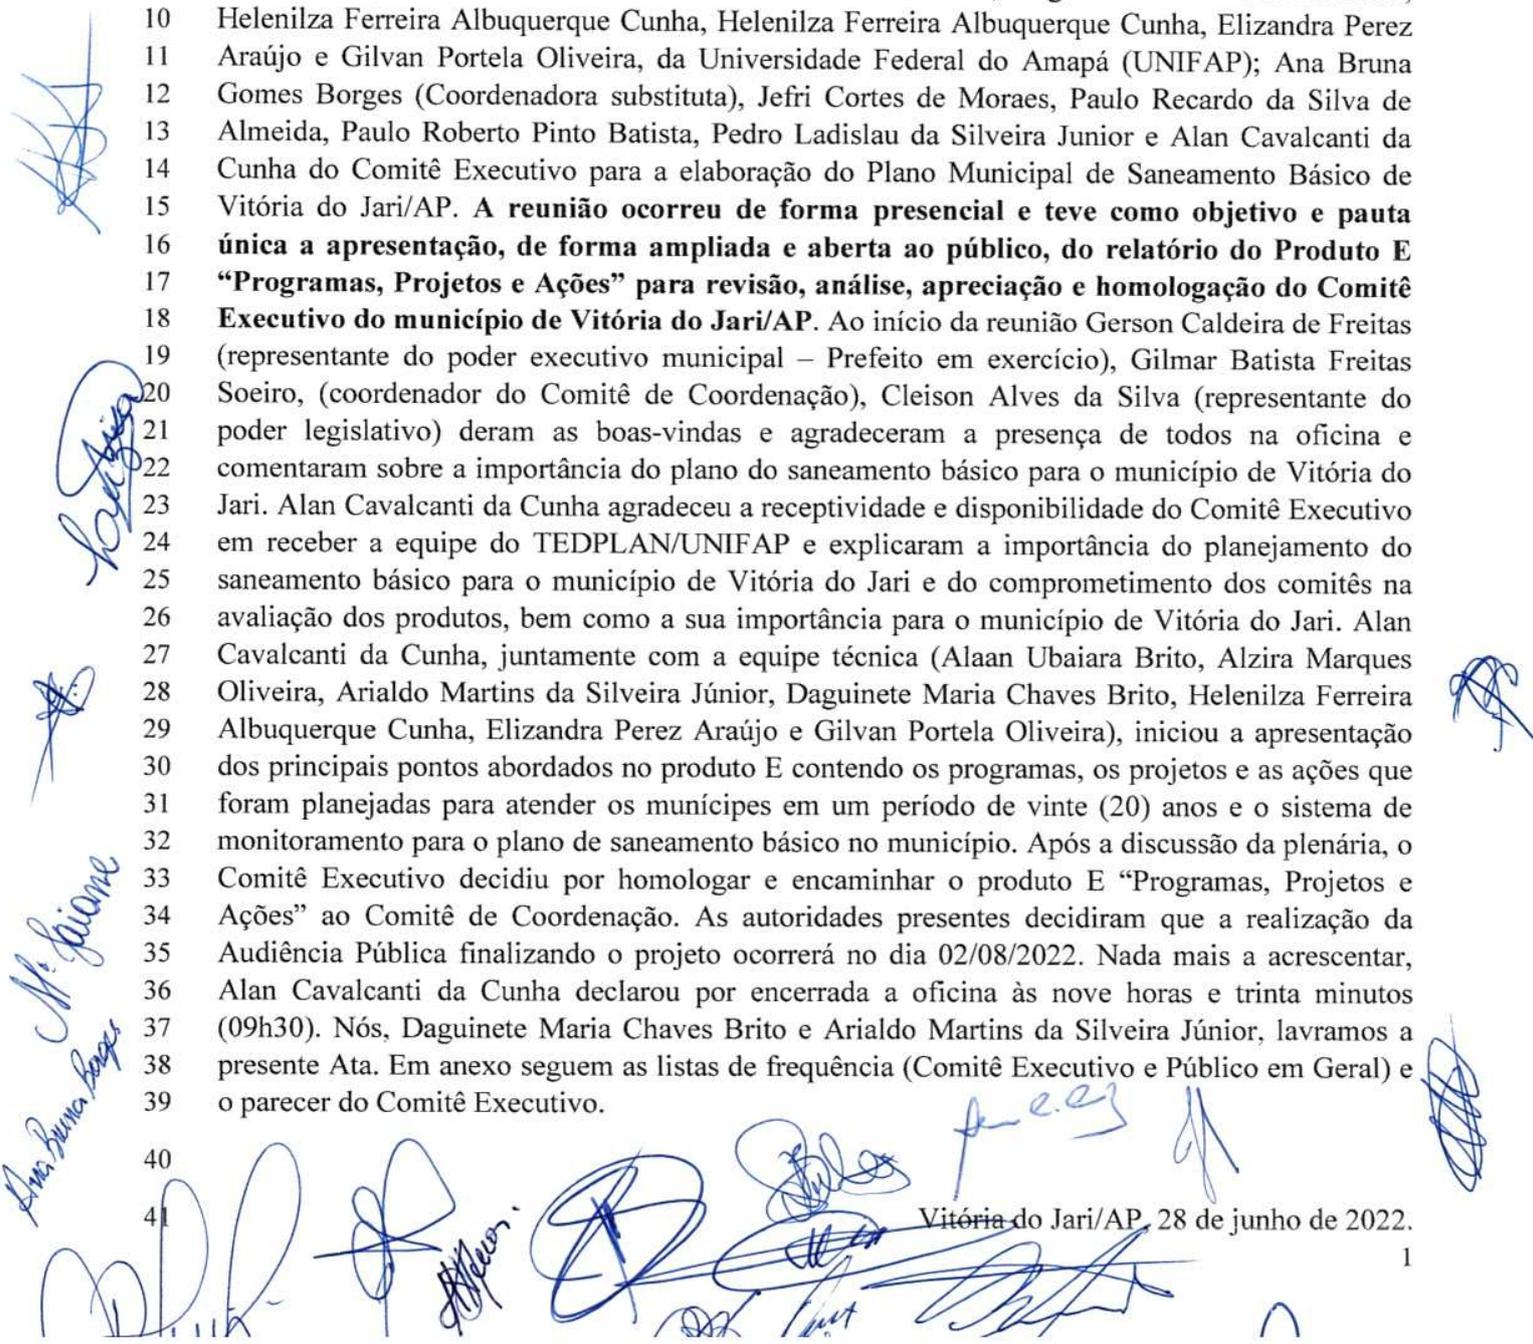 10 Helenilza Ferreira Albuquerque Cunha, Helenilza Ferreira Albuquerque Cunha, Elizandra Perez
11 Araújo e Gilvan Portela Oliveira, da Universidade Federal do Amapá (UNIFAP); Ana Bruna
12 Gomes Borges (Coordenadora substituta), Jefri Cortes de Moraes, Paulo Recardo da Silva de
13 Almeida, Paulo Roberto Pinto Batista, Pedro Ladislau da Silveira Junior e Alan Cavalcanti da
14 Cunha do Comitê Executivo para a elaboração do Plano Municipal de Saneamento Básico de
15 Vitória do Jari/AP. A reunião ocorreu de forma presencial e teve como objetivo e pauta
16 única a apresentação, de forma ampliada e aberta ao público, do relatório do Produto E
17 “Programas, Projetos e Ações” para revisão, análise, apreciação e homologação do Comitê
18 Executivo do município de Vitória do Jari/AP. Ao início da reunião Gerson Caldeira de Freitas
19 (representante do poder executivo municipal – Prefeito em exercício), Gilmar Batista Freitas
20 Soeiro, (coordenador do Comitê de Coordenação), Cleison Alves da Silva (representante do
21 poder legislativo) deram as boas-vindas e agradeceram a presença de todos na oficina e
22 comentaram sobre a importância do plano do saneamento básico para o município de Vitória do
23 Jari. Alan Cavalcanti da Cunha agradeceu a receptividade e disponibilidade do Comitê Executivo
24 em receber a equipe do TEDPLAN/UNIFAP e explicaram a importância do planejamento do
25 saneamento básico para o município de Vitória do Jari e do comprometimento dos comitês na
26 avaliação dos produtos, bem como a sua importância para o município de Vitória do Jari. Alan
27 Cavalcanti da Cunha, juntamente com a equipe técnica (Alaan Ubaiara Brito, Alzira Marques
28 Oliveira, Arialdo Martins da Silveira Júnior, Daguinete Maria Chaves Brito, Helenilza Ferreira
29 Albuquerque Cunha, Elizandra Perez Araújo e Gilvan Portela Oliveira), iniciou a apresentação
30 dos principais pontos abordados no produto E contendo os programas, os projetos e as ações que
31 foram planejadas para atender os munícipes em um período de vinte (20) anos e o sistema de
32 monitoramento para o plano de saneamento básico no município. Após a discussão da plenária, o
33 Comitê Executivo decidiu por homologar e encaminhar o produto E “Programas, Projetos e
34 Ações” ao Comitê de Coordenação. As autoridades presentes decidiram que a realização da
35 Audiência Pública finalizando o projeto ocorrerá no dia 02/08/2022. Nada mais a acrescentar,
36 Alan Cavalcanti da Cunha declarou por encerrada a oficina às nove horas e trinta minutos
37 (09h30). Nós, Daguinete Maria Chaves Brito e Arialdo Martins da Silveira Júnior, lavramos a
38 presente Ata. Em anexo seguem as listas de frequência (Comitê Executivo e Público em Geral) e
39 o parecer do Comitê Executivo.
40
41 Vitória do Jari/AP, 28 de junho de 2022.
1
Mª Gaiane
Ana Bruna Borges